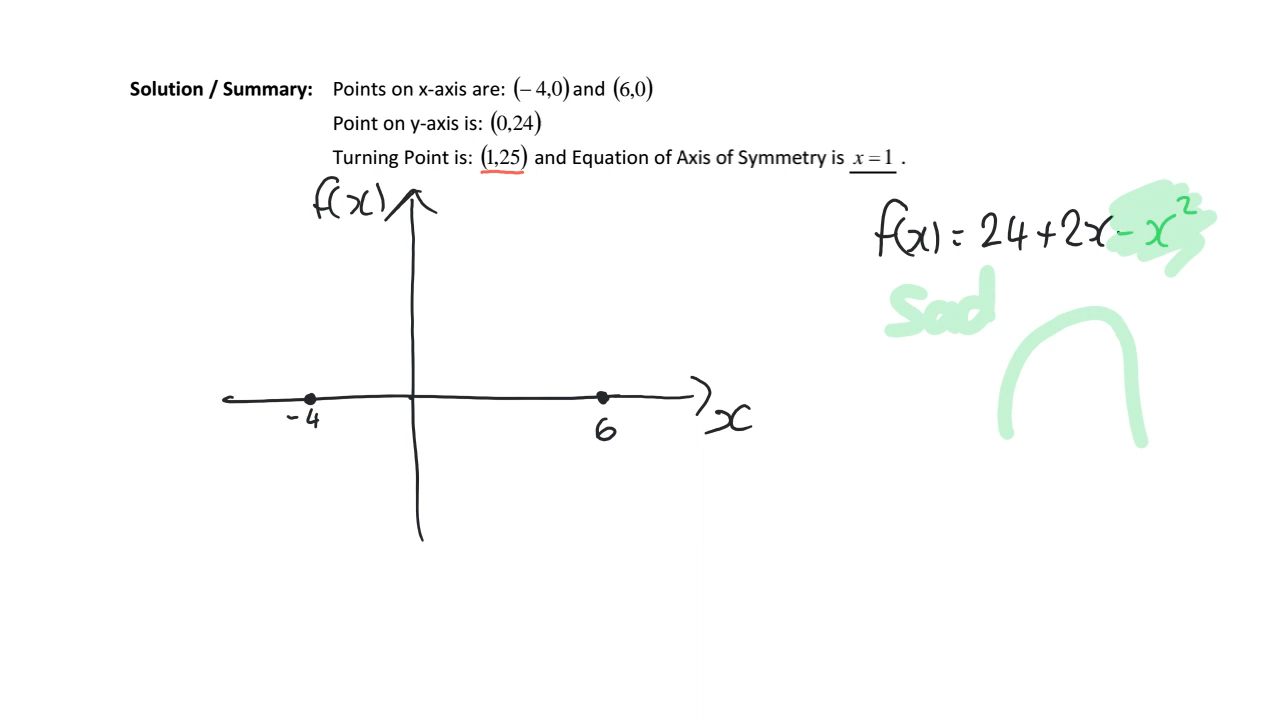 Solution / Summary: Points on x-axis are: (−4,0) and (6,0)
Point on y-axis is: (0,24)
Turning Point is: (1,25) and Equation of Axis of Symmetry is x = 1 .
f(x)
f(x) = 24 + 2x - x²
Sad
-4
6
x